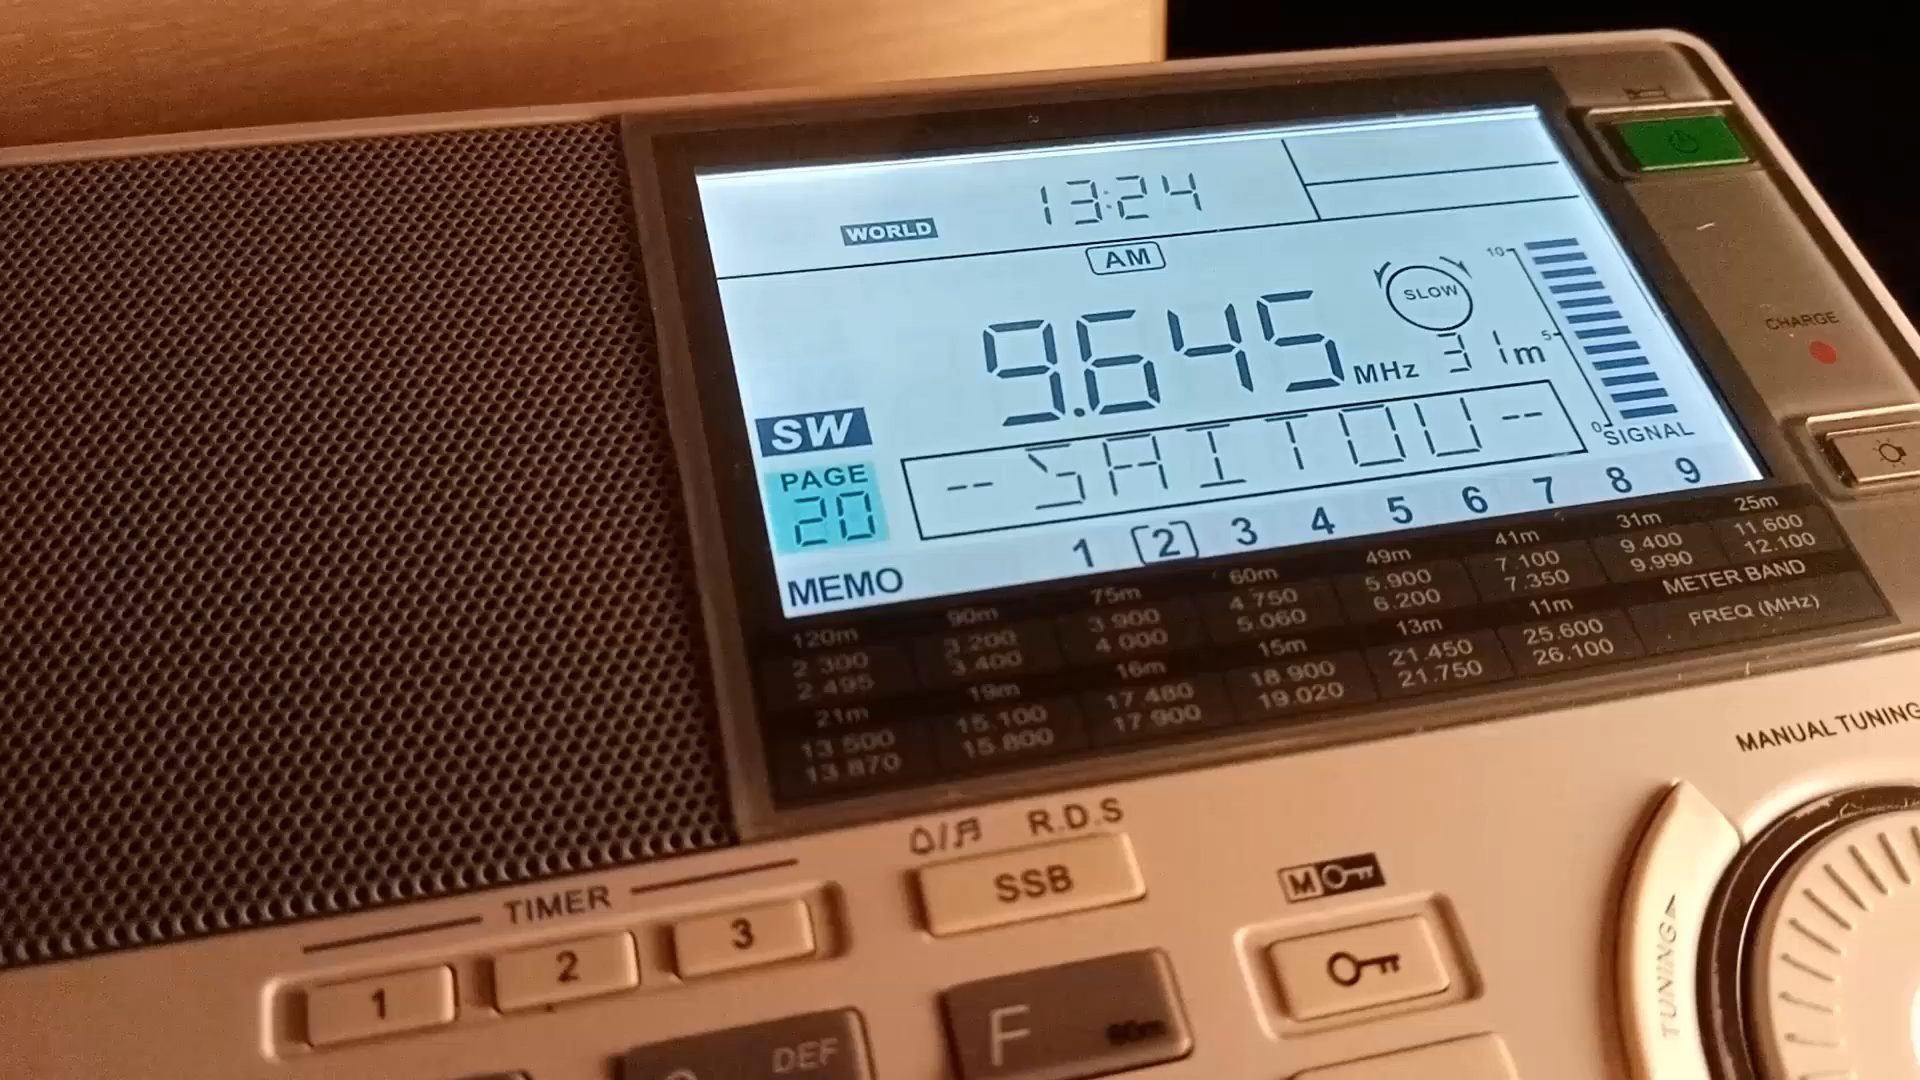 13:24
WORLD
AM
SLOW
10
9.645 MHz 31m
5
SW
--SAITOU--
0 SIGNAL
PAGE
20
1 [2] 3 4 5 6 7 8 9
MEMO
CHARGE
120m 90m 75m 60m 49m 41m 31m 25m
2.300 3.200 3.900 4.750 5.900 7.100 9.400 11.600
2.495 3.400 4.000 5.060 6.200 7.350 9.990 12.100
21m 19m 16m 15m 13m 11m METER BAND
13.500 15.100 17.480 18.900 21.450 25.600 FREQ (MHz)
13.870 15.800 17.900 19.020 21.750 26.100
MANUAL TUNING
R.D.S
SSB
M
TIMER
1 2 3
TUNING
F
DEF